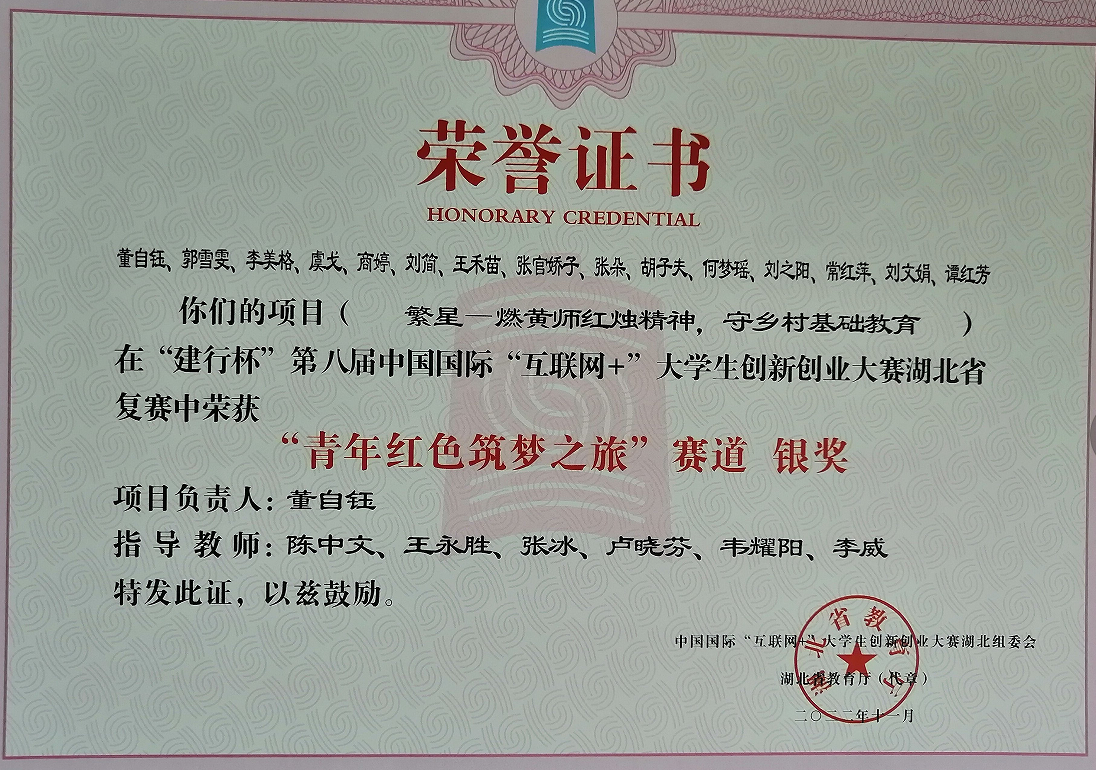 荣誉证书
HONORARY CREDENTIAL
董自钰、郭雪雯、李美格、虞戈、商婷、刘简、王禾苗、张官娇子、张朵、胡子夫、何梦瑶、刘之阳、常红萍、刘文娟、谭红芳
你们的项目（ 繁星—燃黄师红烛精神，守乡村基础教育 ）
在“建行杯”第八届中国国际“互联网+”大学生创新创业大赛湖北省
复赛中荣获
“青年红色筑梦之旅”赛道 银奖
项目负责人：董自钰
指导教师：陈中文、王永胜、张冰、卢晓芬、韦耀阳、李威
特发此证，以兹鼓励。
中国国际“互联网+”大学生创新创业大赛湖北组委会
湖北省教育厅（代章）
二〇二二年十一月
湖北省教育厅